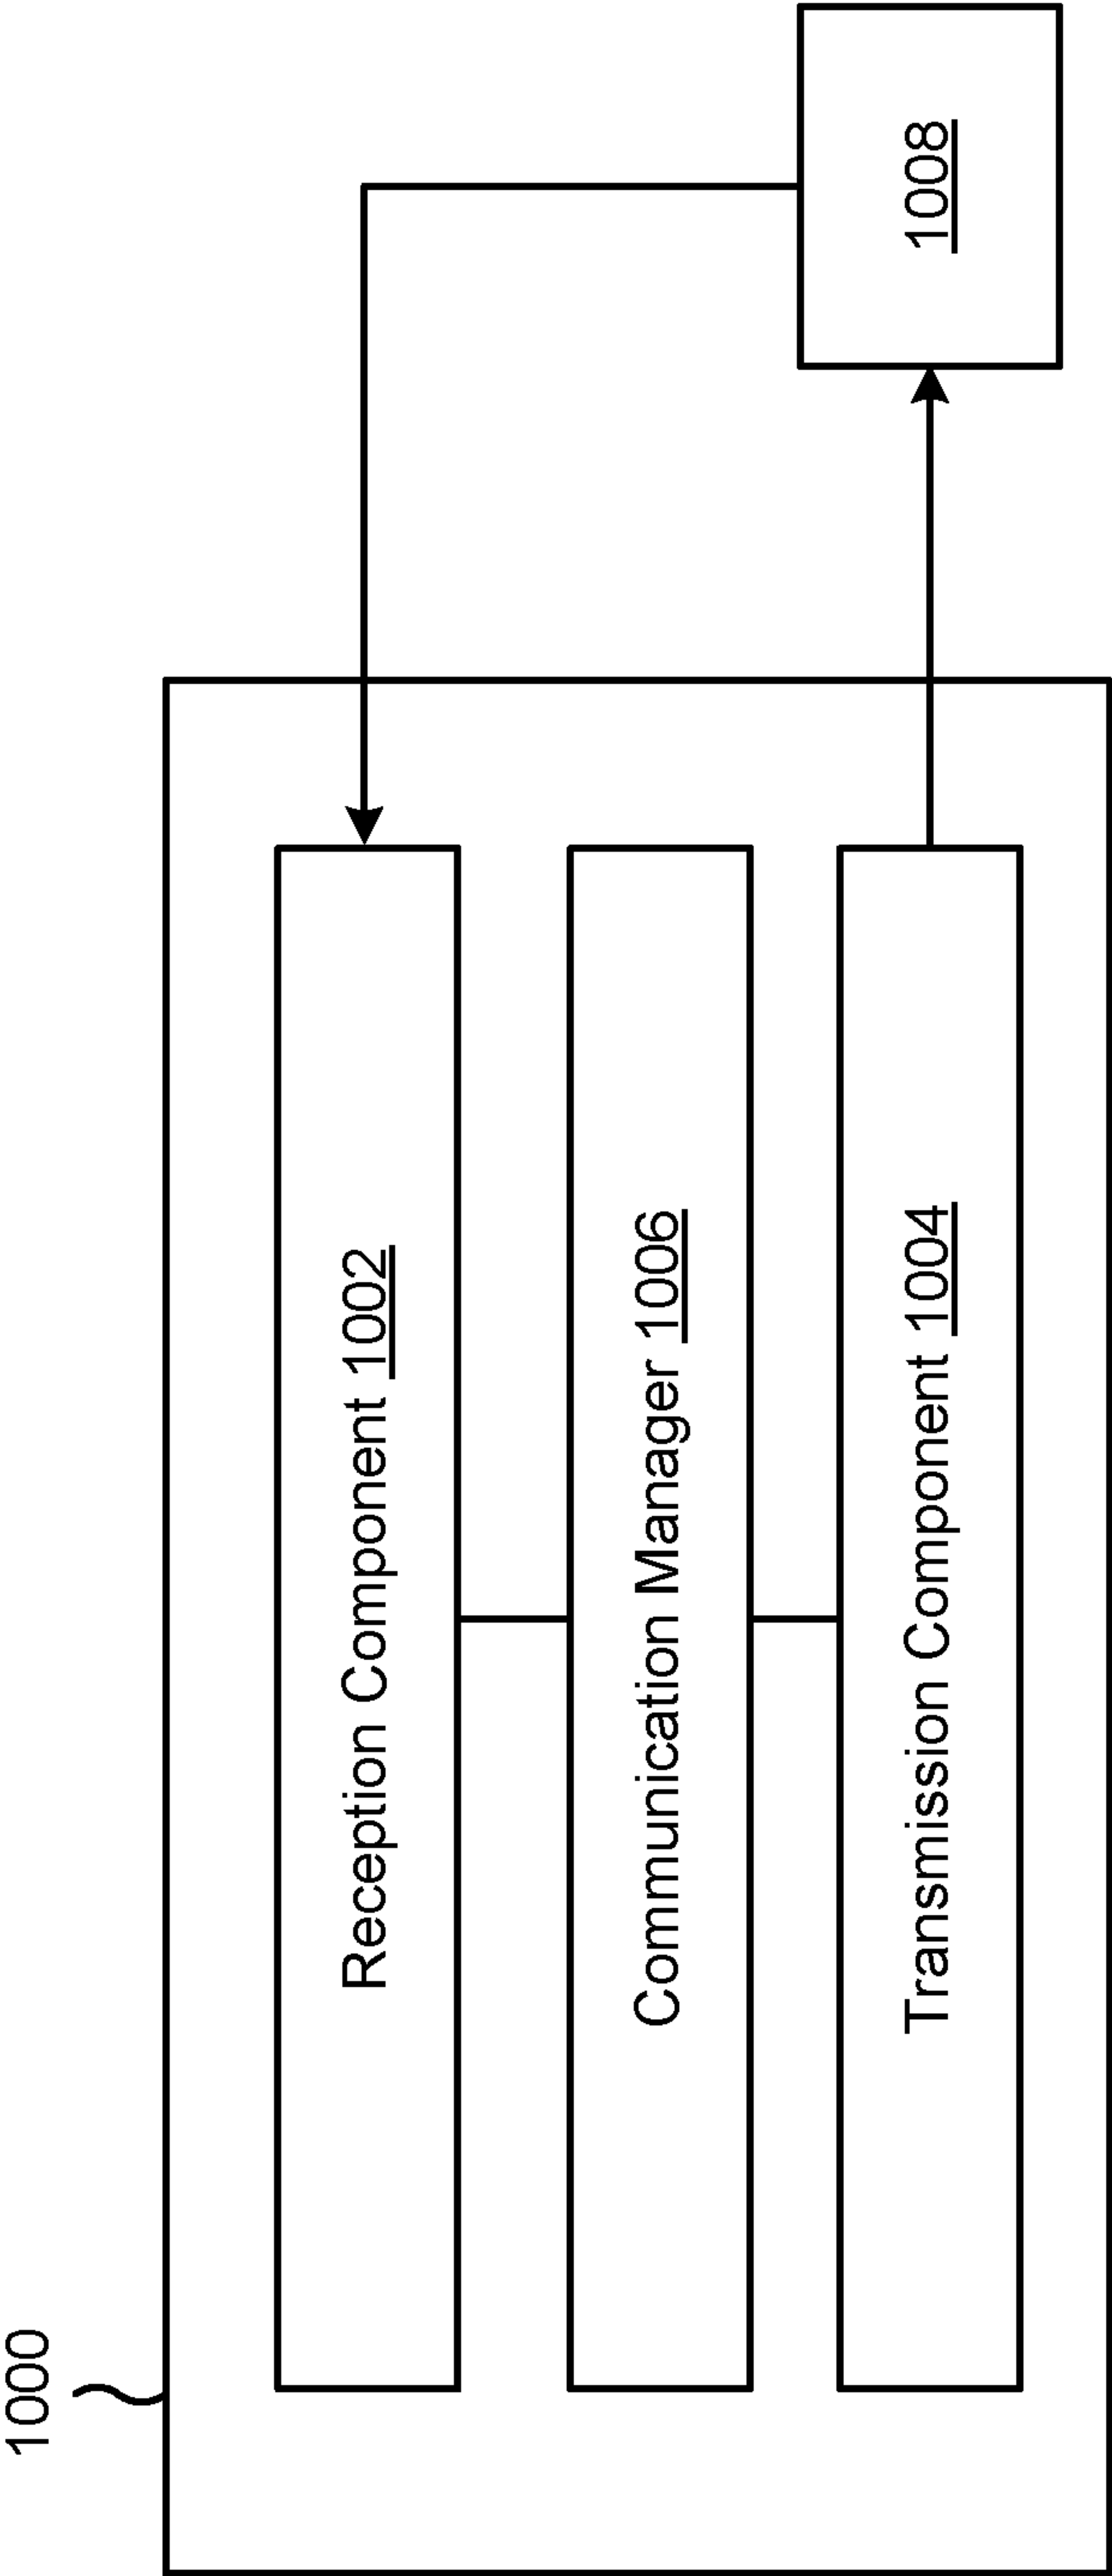 1000
Reception Component 1002
Communication Manager 1006
Transmission Component 1004
1008